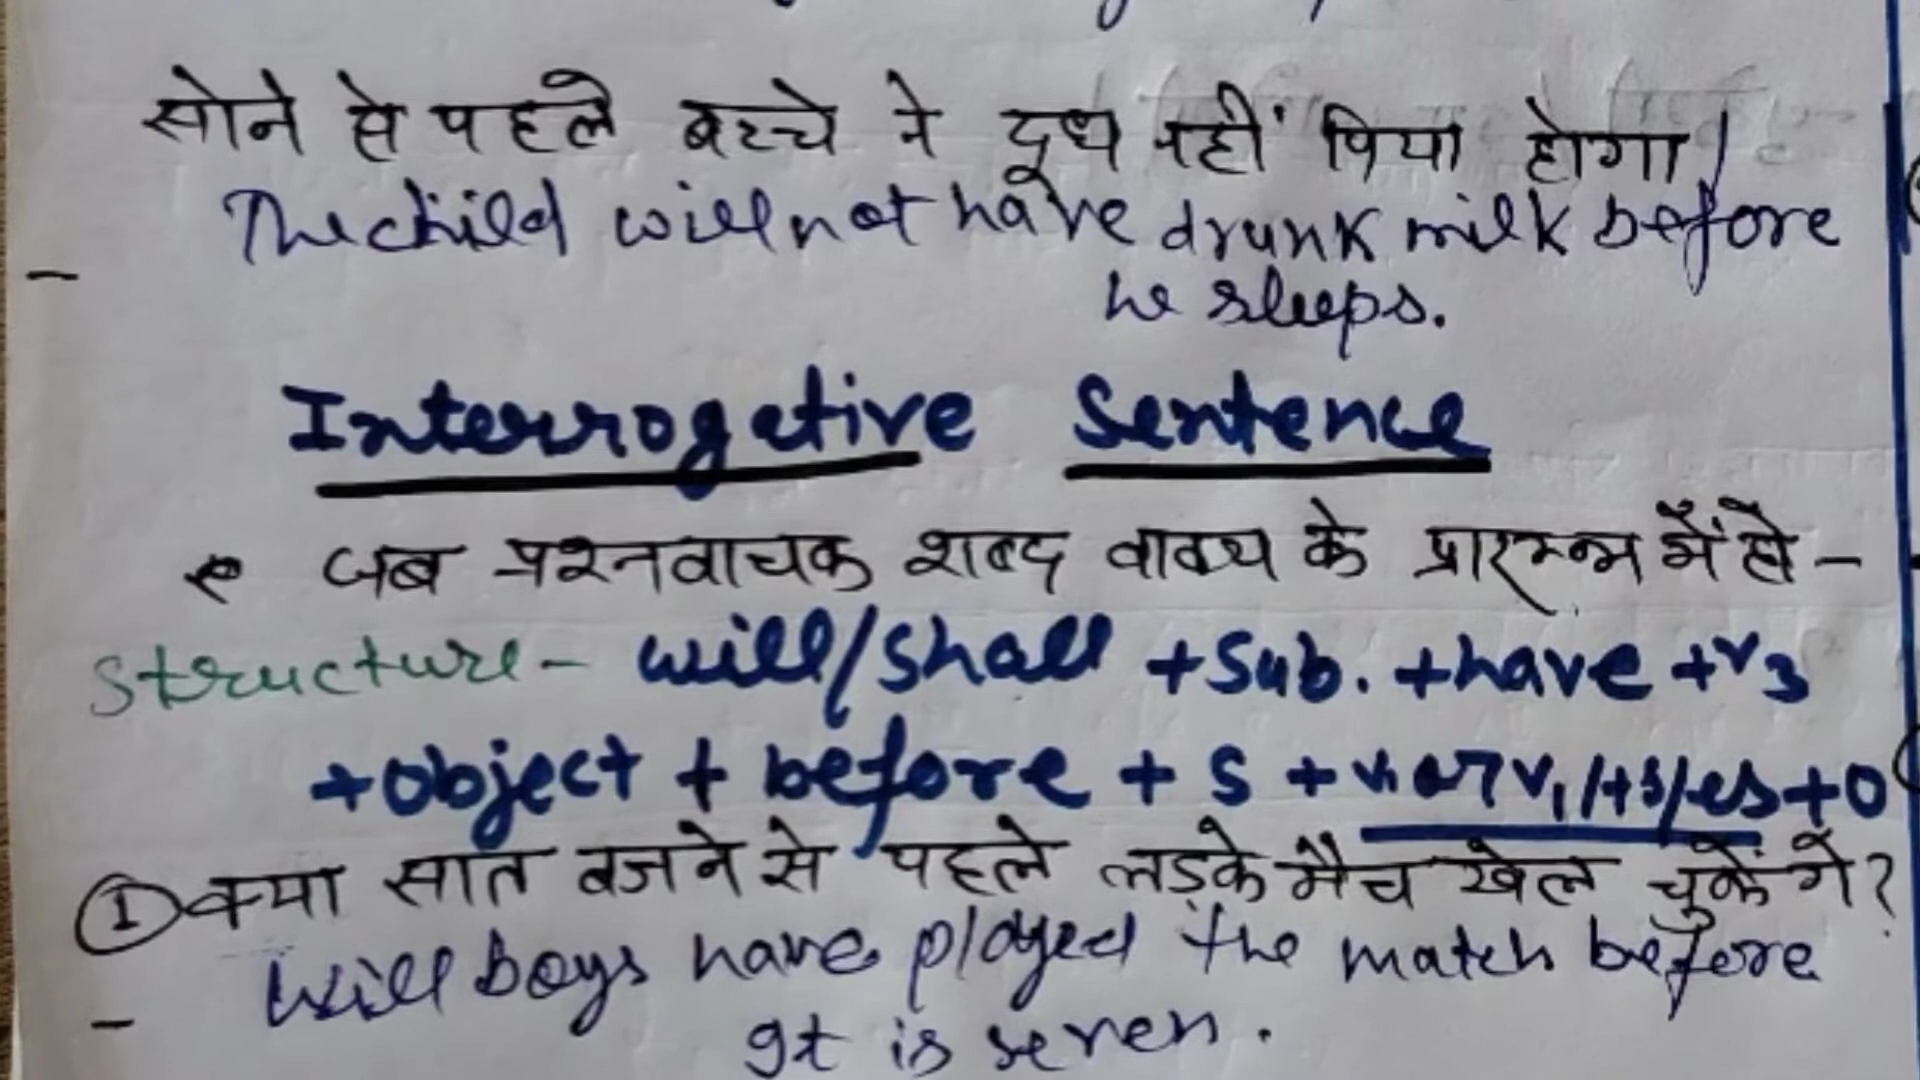 सोने से पहले बच्चे ने दूध नहीं पिया होगा।
The child will not have drunk milk before
he sleeps.
Interrogative Sentence
जब प्रश्नवाचक शब्द वाक्य के प्रारम्भ में हो -
Structure - will/shall + Sub. + have + v3
+ object + before + s + v1/+s/es + o
① क्या सात बजने से पहले लड़के मैच खेल चुकेंगे?
Will boys have played the match before
It is seven.